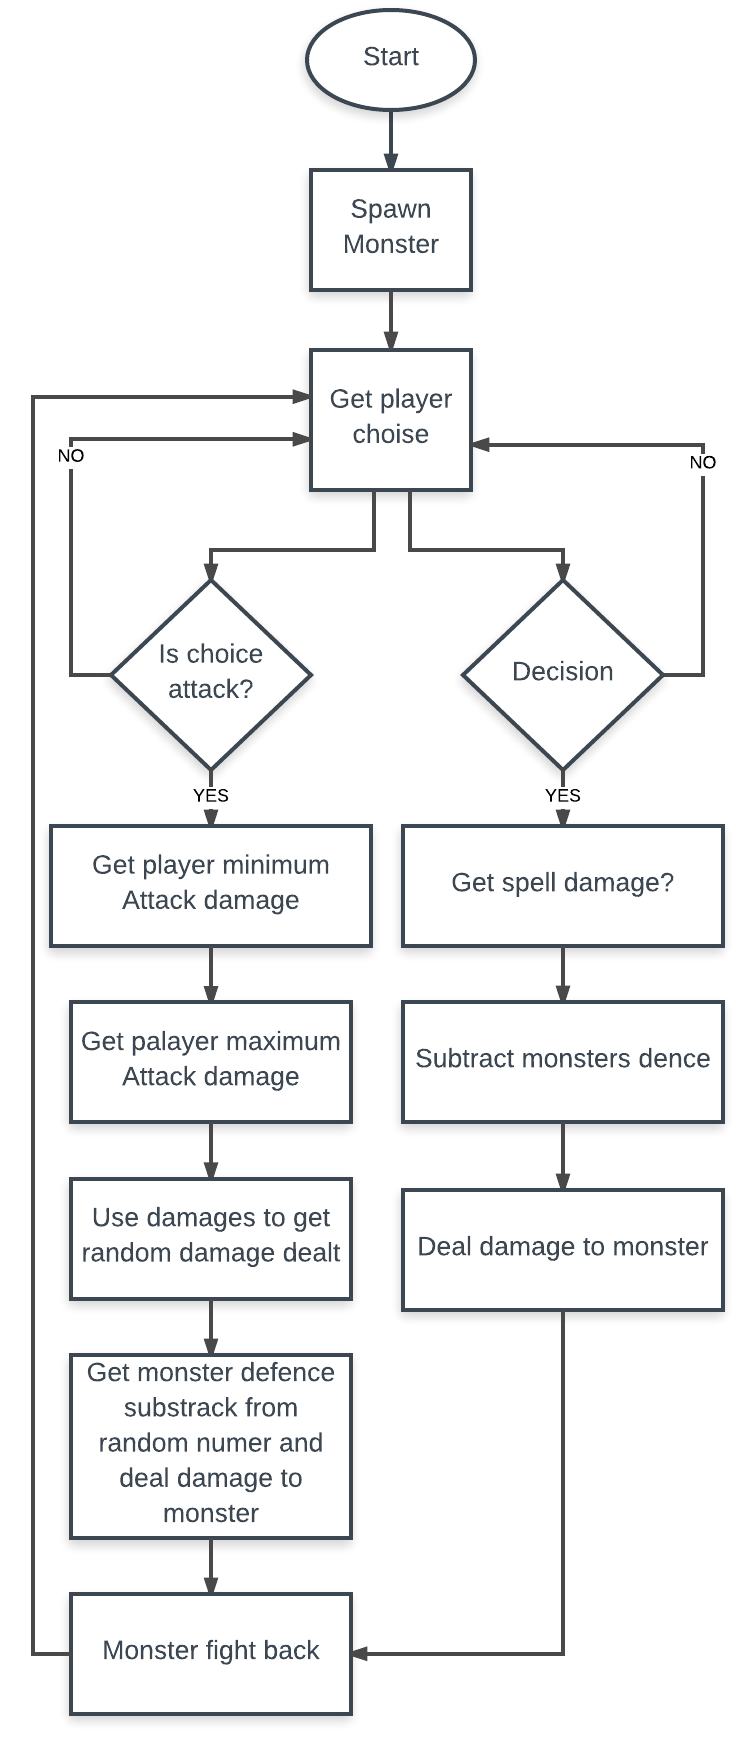 Start
Spawn
Monster
Get player
choise
NO
NO
Is choice
attack?
Decision
YES
YES
Get player minimum
Attack damage
Get spell damage?
Get palayer maximum
Attack damage
Subtract monsters dence
Use damages to get
random damage dealt
Deal damage to monster
Get monster defence
substrack from
random numer and
deal damage to
monster
Monster fight back